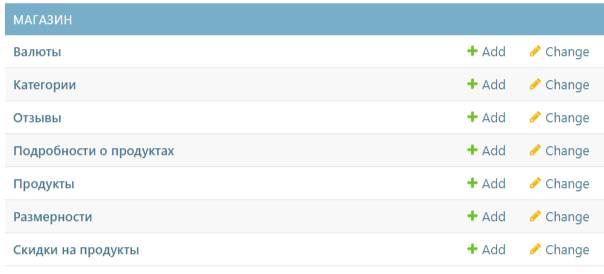 МАГАЗИН
Валюты Add Change
Категории Add Change
Отзывы Add Change
Подробности о продуктах Add Change
Продукты Add Change
Размерности Add Change
Скидки на продукты Add Change